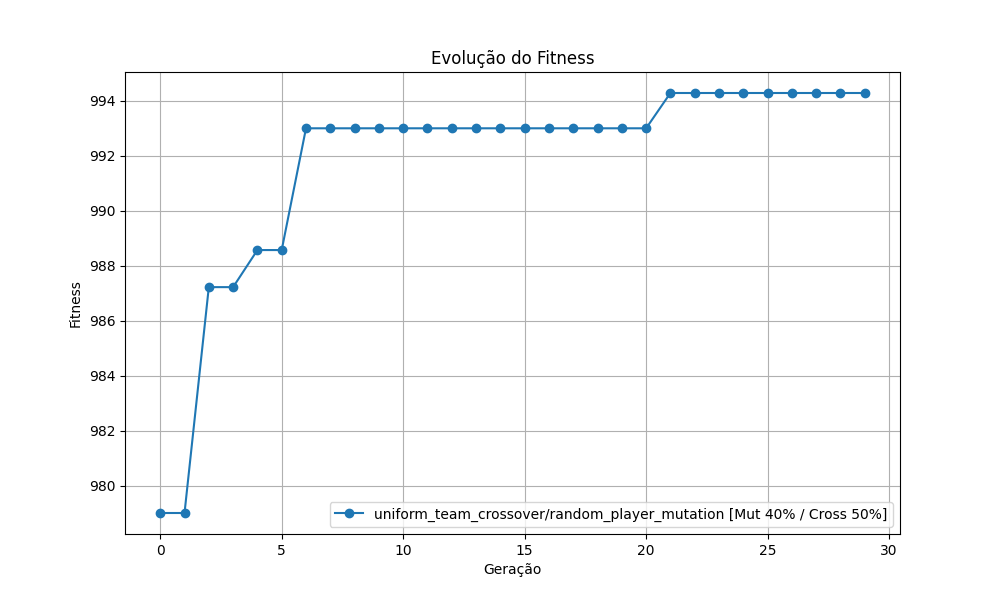 Evolução do Fitness
Fitness
994
992
990
988
986
984
982
980
uniform_team_crossover/random_player_mutation [Mut 40% / Cross 50%]
0 5 10 15 20 25 30
Geração